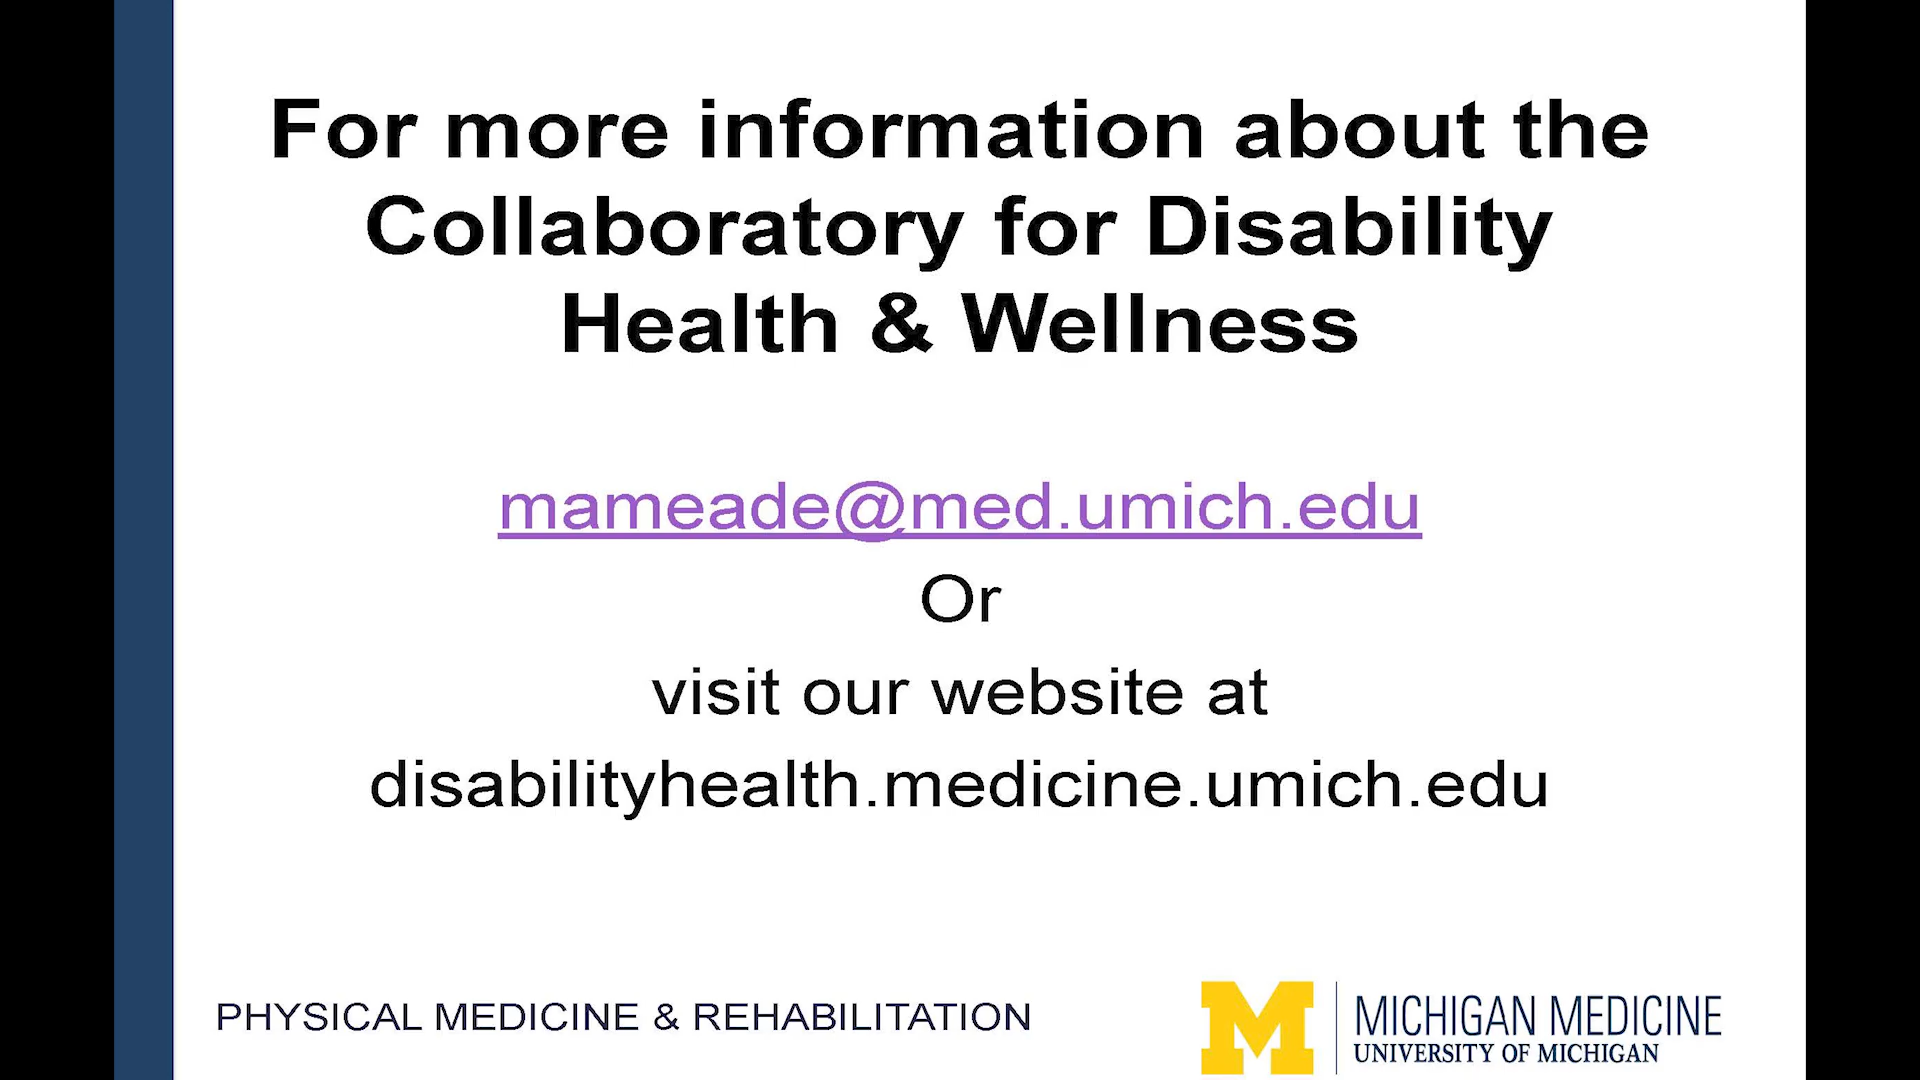 For more information about the
Collaboratory for Disability
Health & Wellness
mameade@med.umich.edu
Or
visit our website at
disabilityhealth.medicine.umich.edu
PHYSICAL MEDICINE & REHABILITATION
M
MICHIGAN MEDICINE
UNIVERSITY OF MICHIGAN